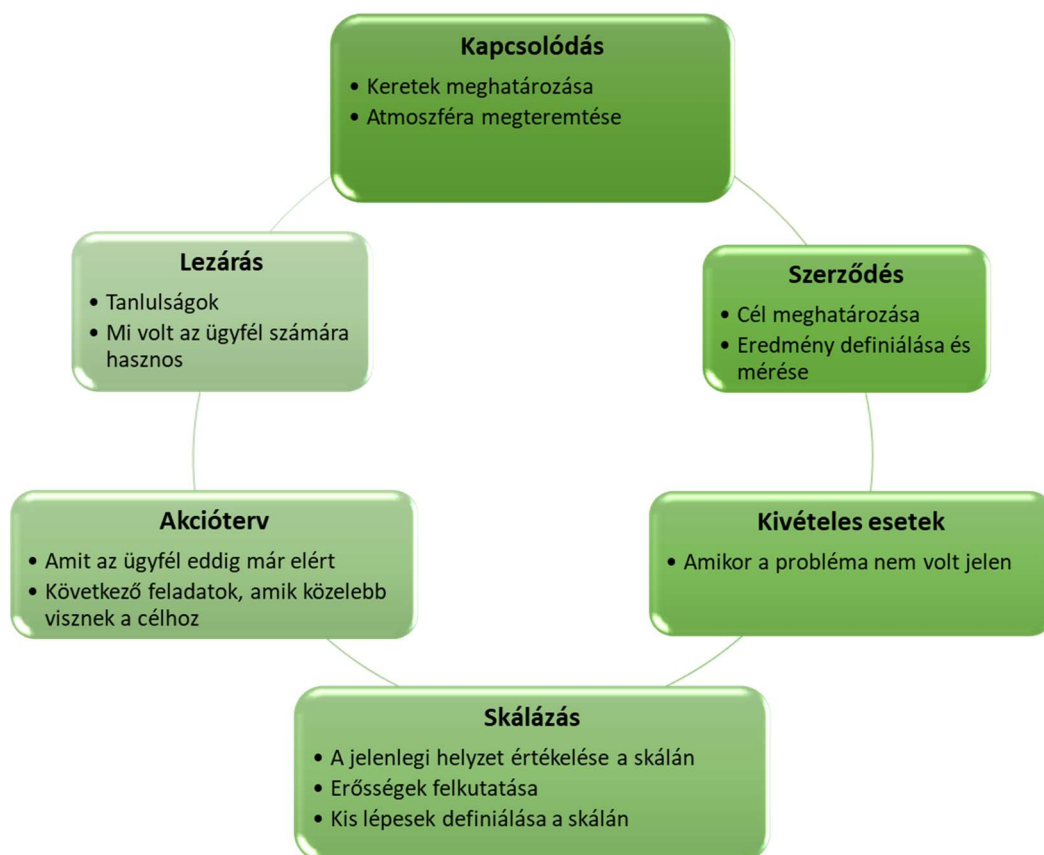 Kapcsolódás
• Keretek meghatározása
• Atmoszféra megteremtése
Szerződés
• Cél meghatározása
• Eredmény definiálása és
mérése
Kivételes esetek
• Amikor a probléma nem volt jelen
Skálázás
• A jelenlegi helyzet értékelése a skálán
• Erősségek felkutatása
• Kis lépesek definiálása a skálán
Akcióterv
• Amit az ügyfél eddig már elért
• Következő feladatok, amik közelebb
visznek a célhoz
Lezárás
• Tanlulságok
• Mi volt az ügyfél számára
hasznos